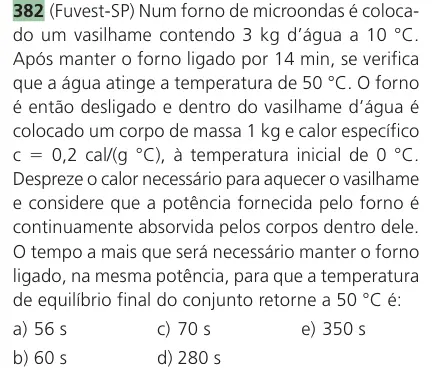 382 (Fuvest-SP) Num forno de microondas é coloca-
do um vasilhame contendo 3 kg d'água a 10 °C.
Após manter o forno ligado por 14 min, se verifica
que a água atinge a temperatura de 50 °C. O forno
é então desligado e dentro do vasilhame d'água é
colocado um corpo de massa 1 kg e calor específico
c = 0,2 cal/(g °C), à temperatura inicial de 0 °C.
Despreze o calor necessário para aquecer o vasilhame
e considere que a potência fornecida pelo forno é
continuamente absorvida pelos corpos dentro dele.
O tempo a mais que será necessário manter o forno
ligado, na mesma potência, para que a temperatura
de equilíbrio final do conjunto retorne a 50 °C é:
a) 56 s c) 70 s e) 350 s
b) 60 s d) 280 s